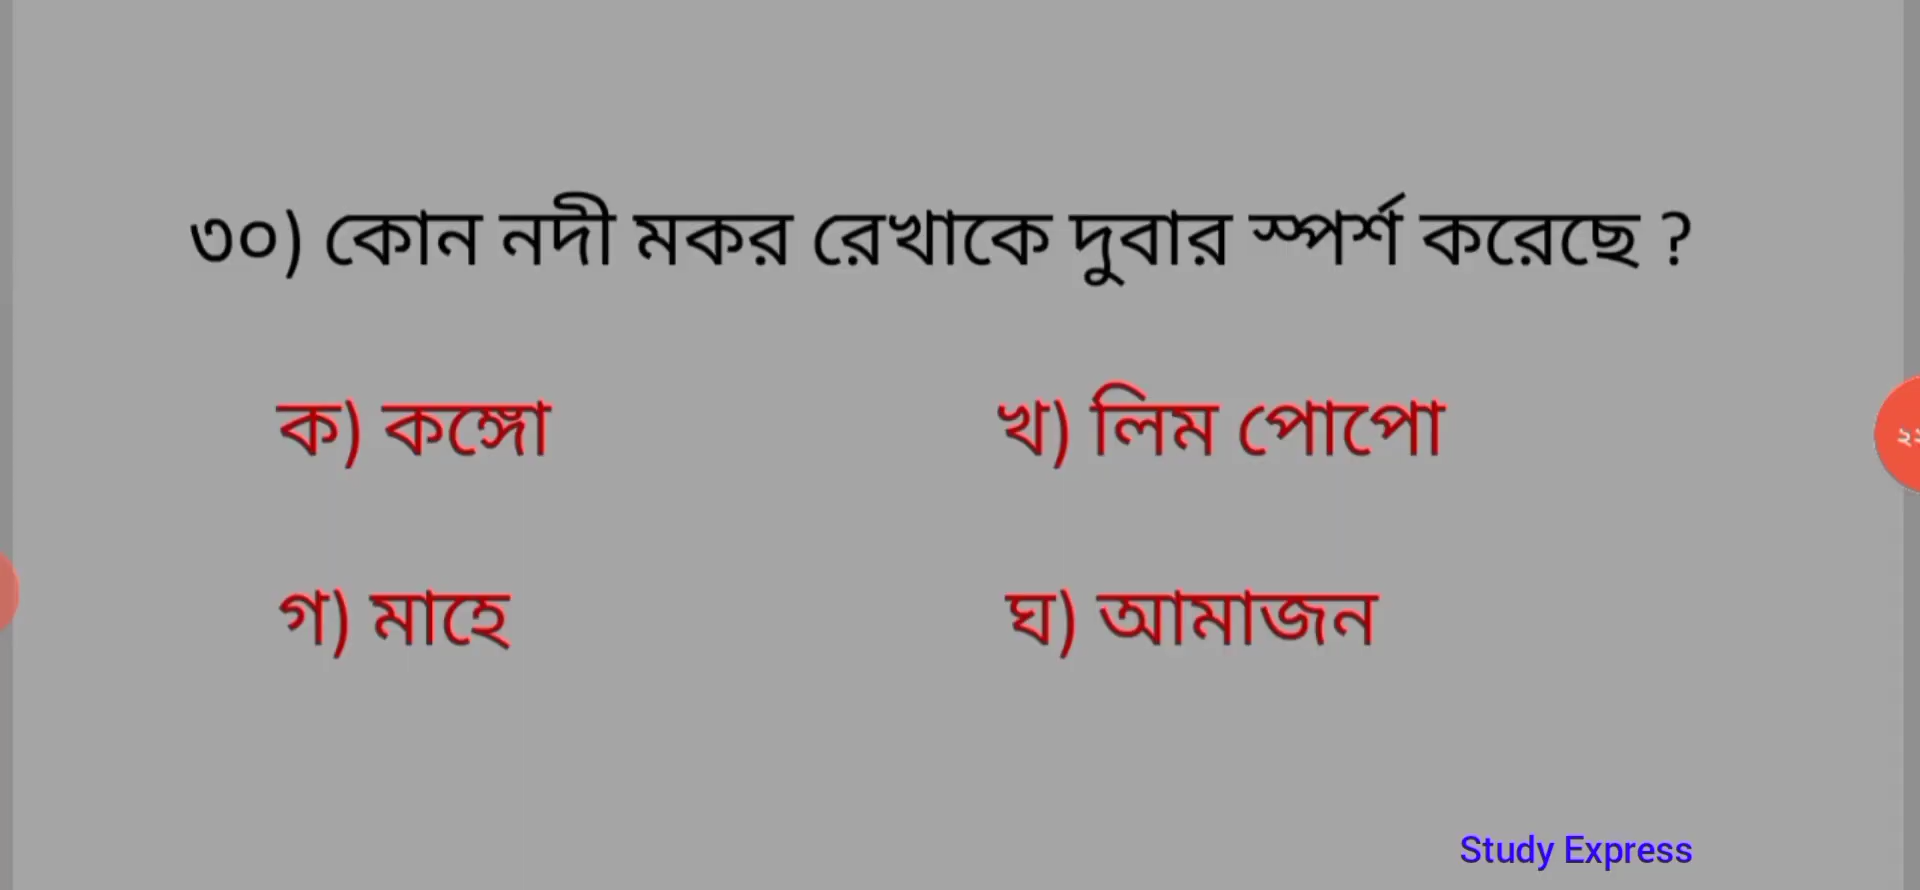 ৩০) কোন নদী মকর রেখাকে দুবার স্পর্শ করেছে ?
ক) কঙ্গো
খ) লিম পোপো
গ) মাহে
ঘ) আমাজন
Study Express